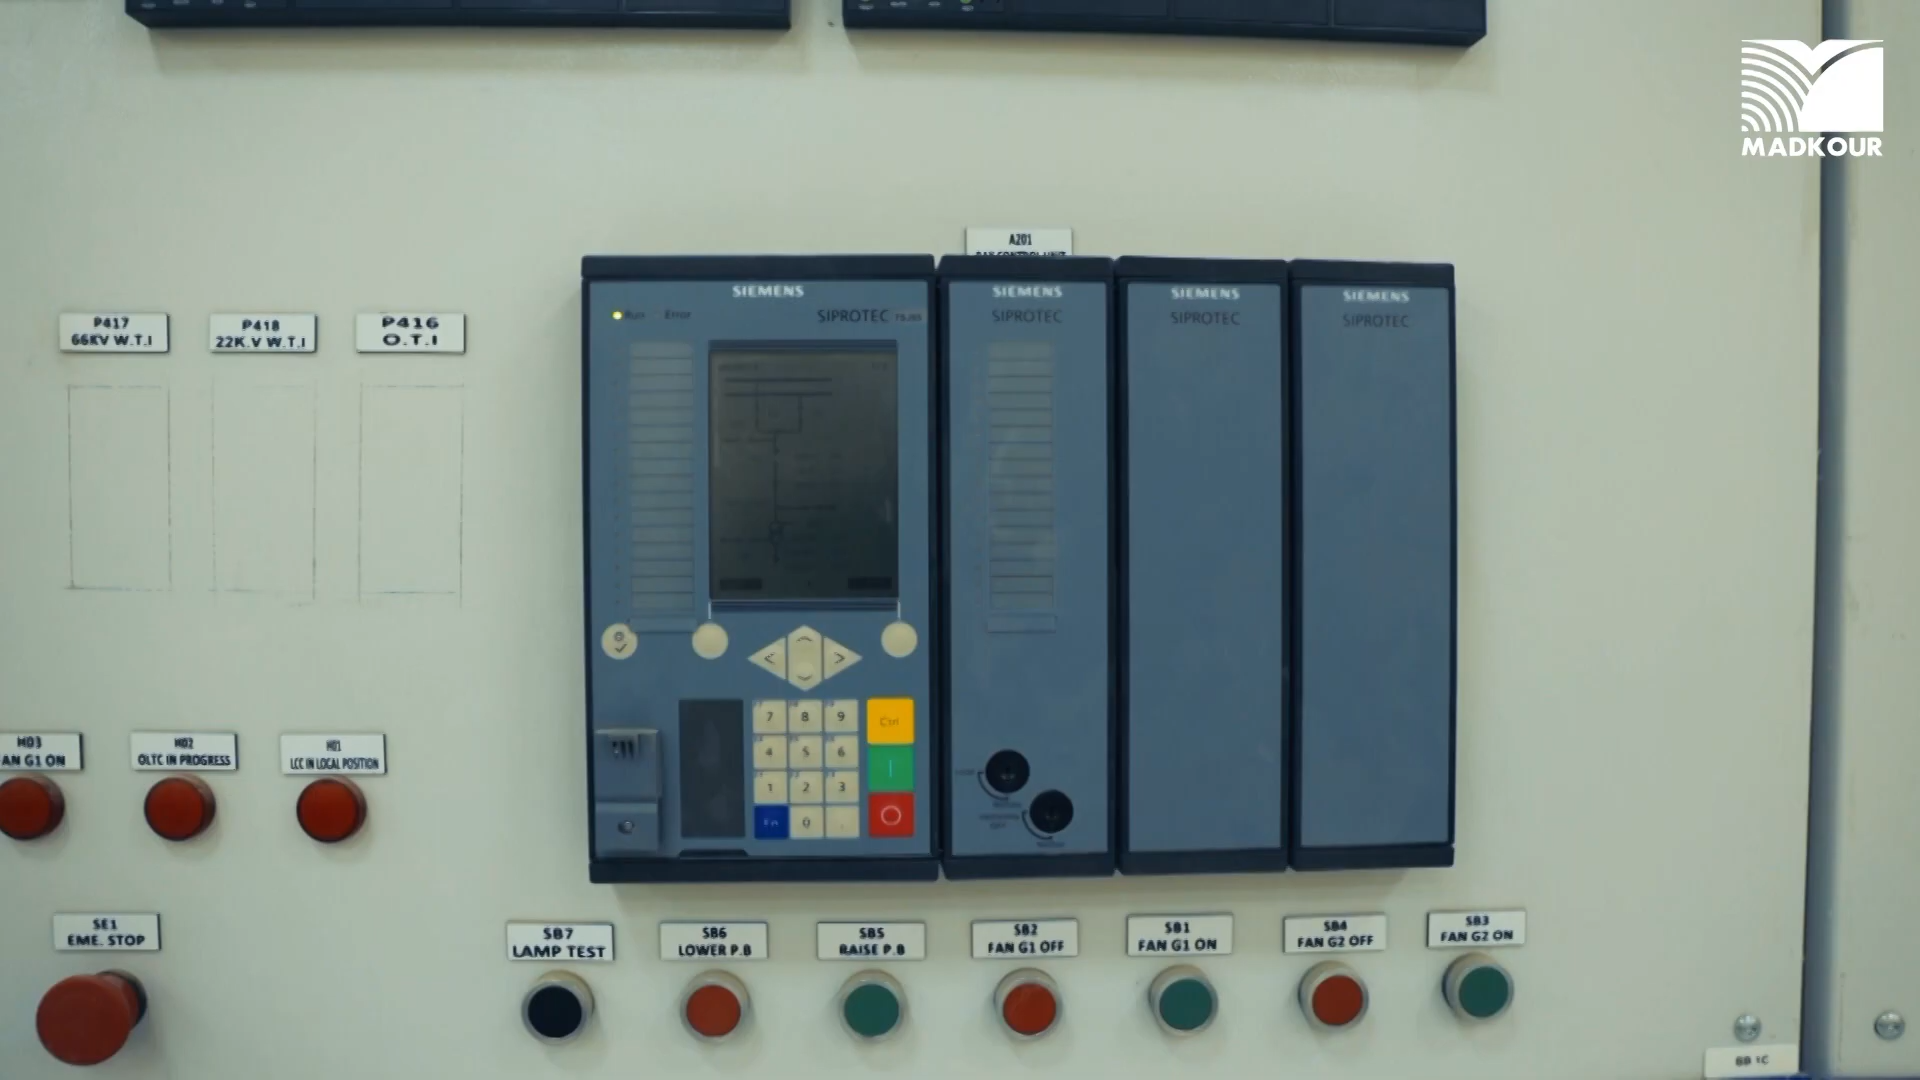 MADKOUR
A201
BAY CONTROL UNIT
SIEMENS
SIEMENS
SIEMENS
SIEMENS
Run
Error
SIPROTEC
SIPROTEC
SIPROTEC
SIPROTEC
P417
66KV W.T.I
P418
22K.V W.T.I
P416
O.T.I
7 8 9
Ctrl
4 5 6
1 2 3
Fn 0 .
H03
AN G1 ON
H02
OLTC IN PROGRESS
H01
LCC IN LOCAL POSITION
SE1
EME. STOP
SB7
LAMP TEST
SB6
LOWER P.B
SB5
RAISE P.B
SB2
FAN G1 OFF
SB1
FAN G1 ON
SB4
FAN G2 OFF
SB3
FAN G2 ON